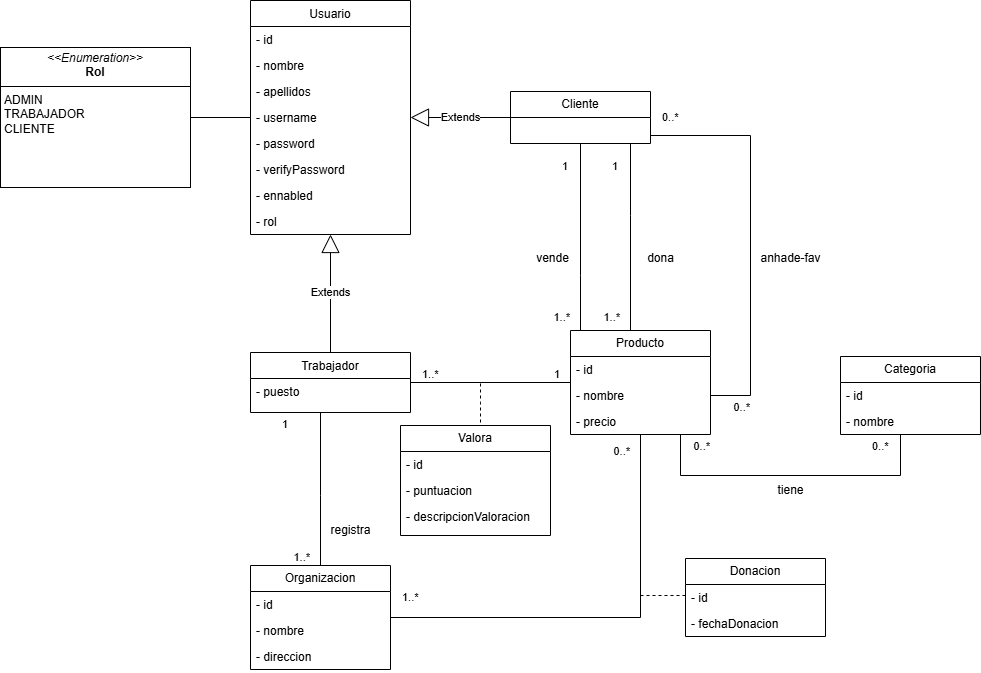 Usuario
- id
- nombre
- apellidos
- username
- password
- verifyPassword
- ennabled
- rol
<<Enumeration>>
Rol
ADMIN
TRABAJADOR
CLIENTE
Extends
Cliente
0..*
1
1
vende
dona
anhade-fav
1..*
1..*
Extends
Trabajador
- puesto
1..*
1
Producto
- id
- nombre
- precio
0..*
Categoria
- id
- nombre
1
Valora
- id
- puntuacion
- descripcionValoracion
0..*
0..*
0..*
tiene
registra
1..*
Organizacion
- id
- nombre
- direccion
1..*
Donacion
- id
- fechaDonacion